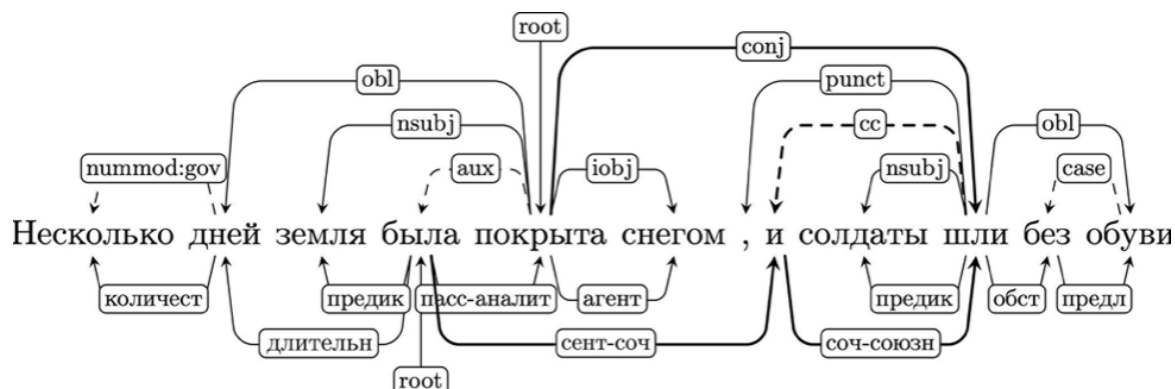 root
conj
obl punct
nsubj cc obl
nummod:gov aux iobj nsubj case
Несколько дней земля была покрыта снегом , и солдаты шли без обуви
количест предик пасс-аналит агент предик обст предл
длительн сент-соч соч-союзн
root